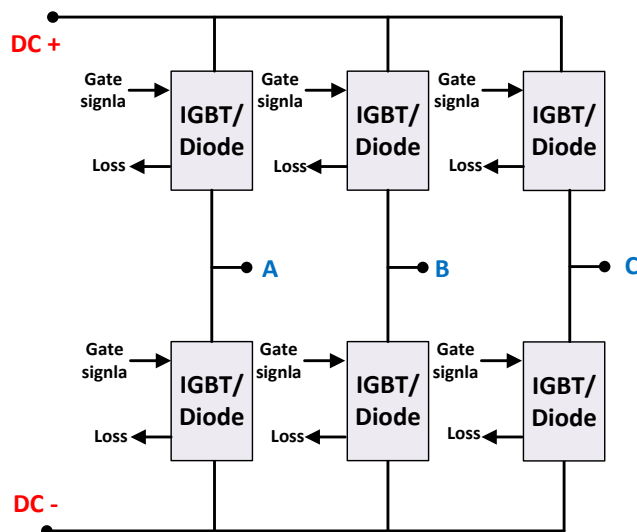 DC +
Gate
signla
IGBT/
Diode
Loss
Gate
signla
IGBT/
Diode
Loss
Gate
signla
IGBT/
Diode
Loss
A
B
C
Gate
signla
IGBT/
Diode
Loss
Gate
signla
IGBT/
Diode
Loss
Gate
signla
IGBT/
Diode
Loss
DC -